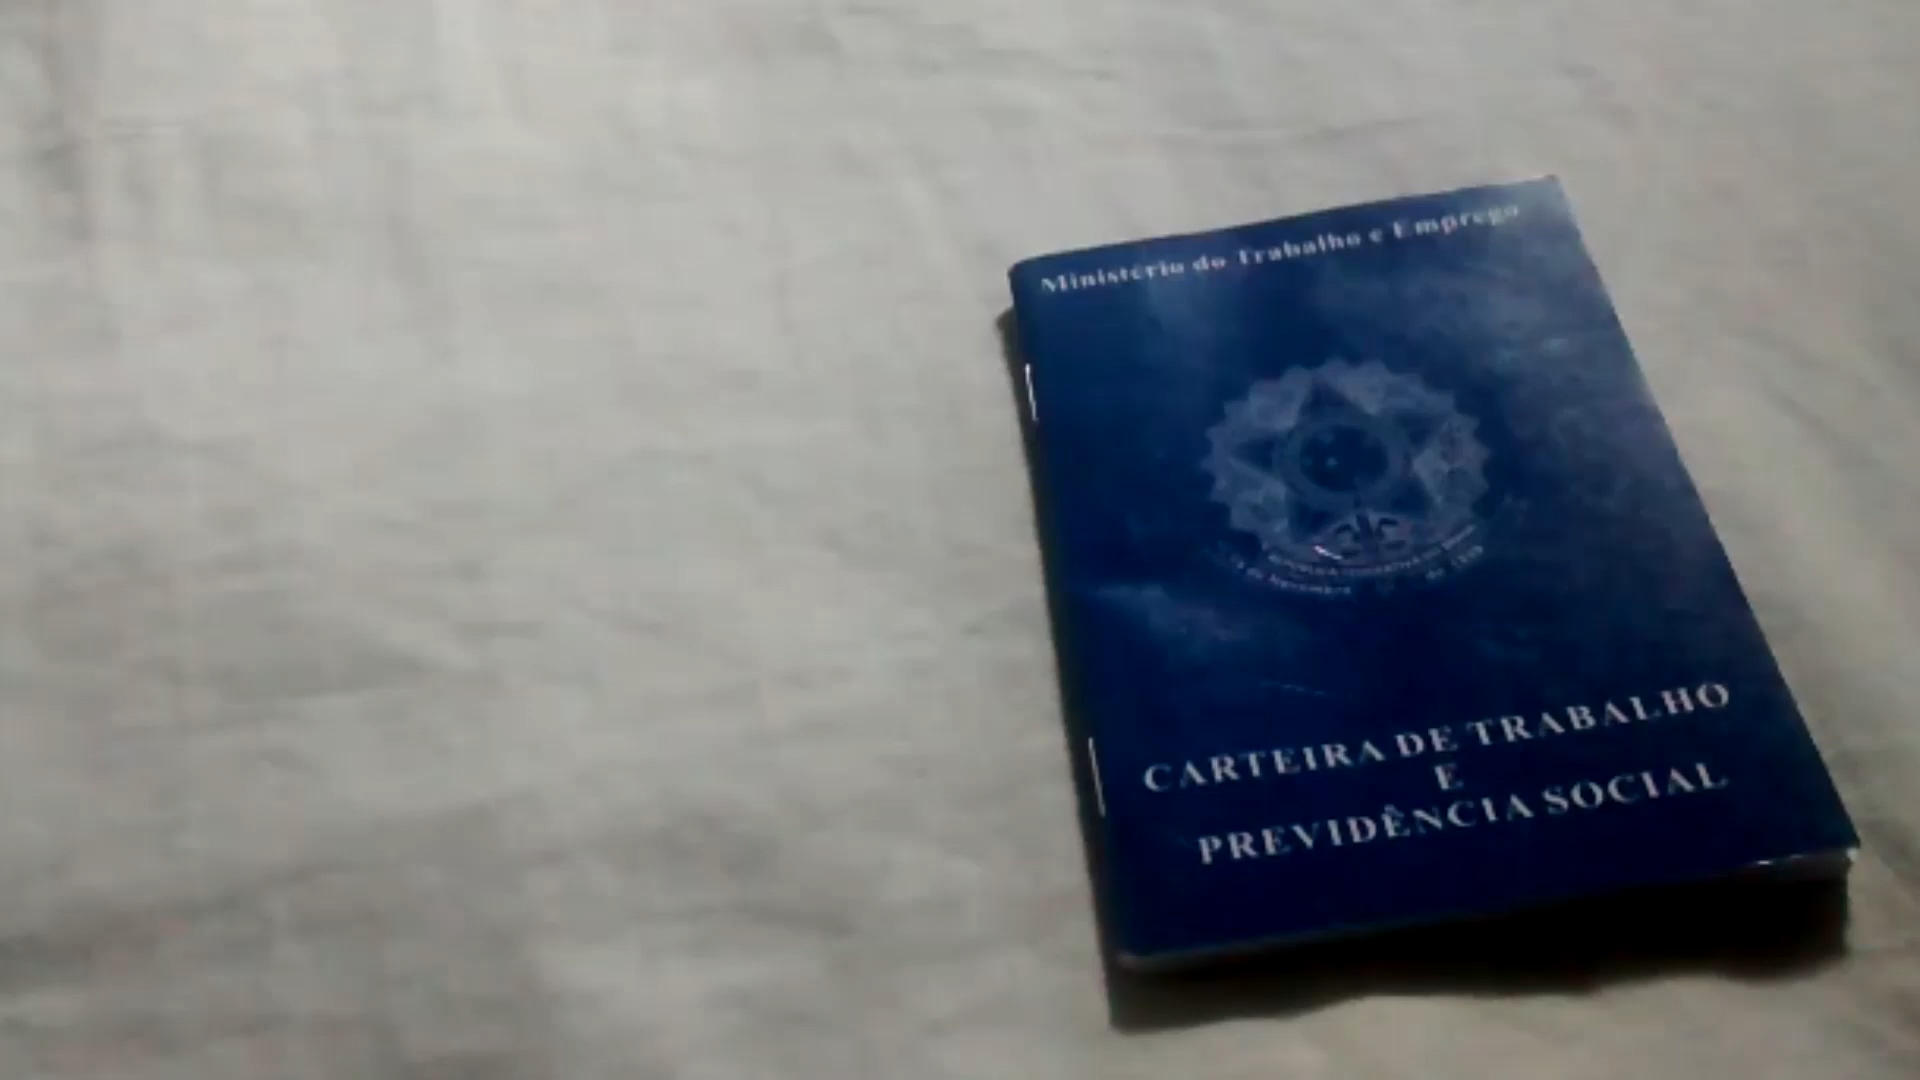 Ministério do Trabalho e Emprego
CARTEIRA DE TRABALHO
E
PREVIDÊNCIA SOCIAL